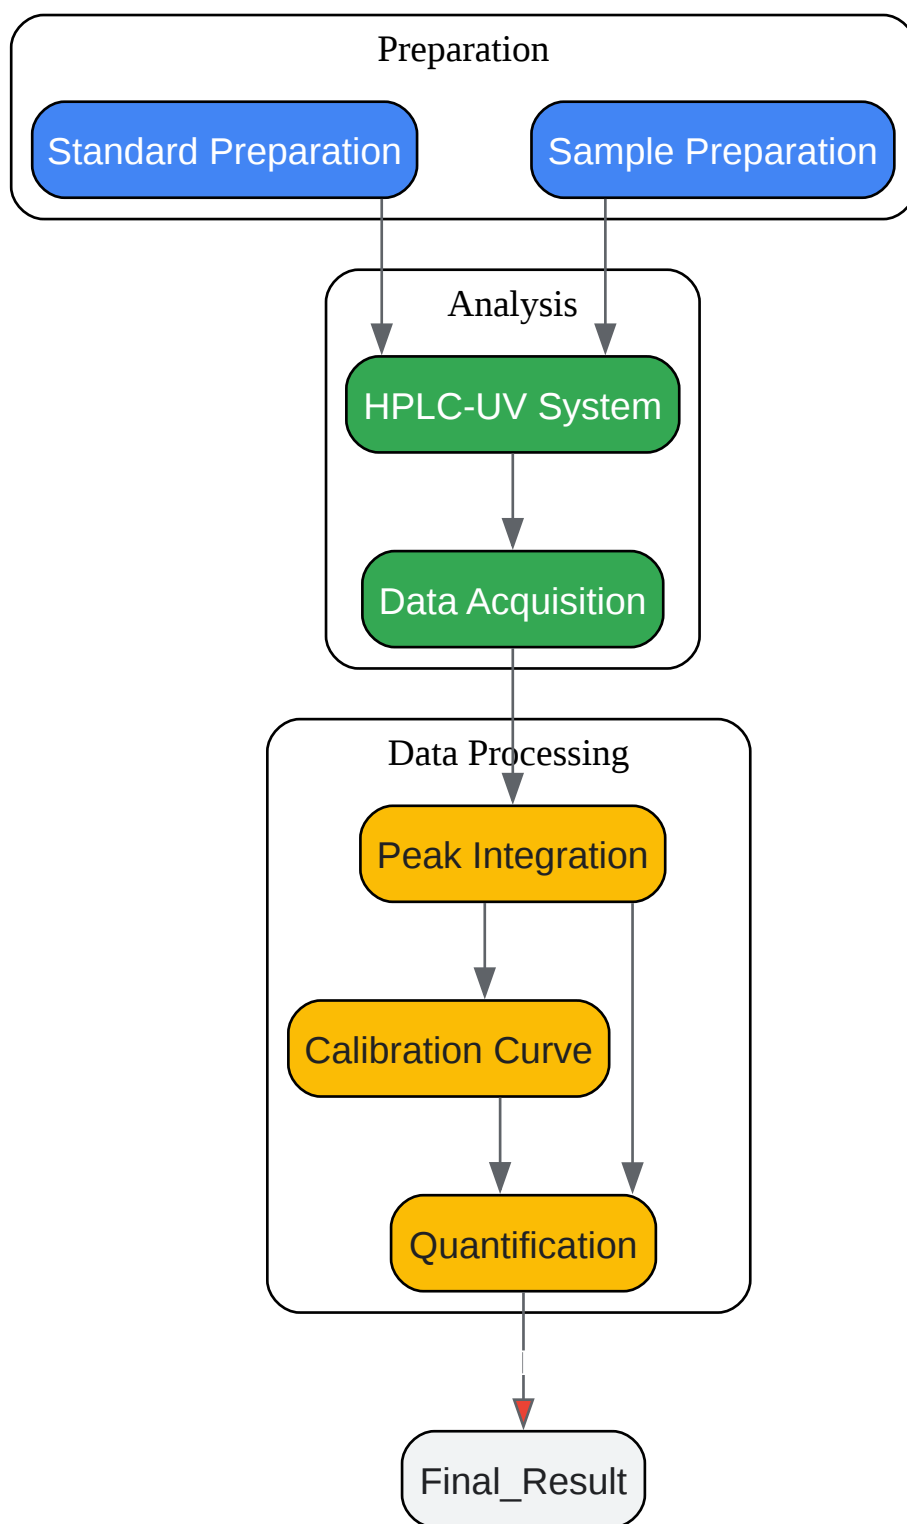 Preparation
Standard Preparation
Sample Preparation
Analysis
HPLC-UV System
Data Acquisition
Data Processing
Peak Integration
Calibration Curve
Quantification
Final_Result